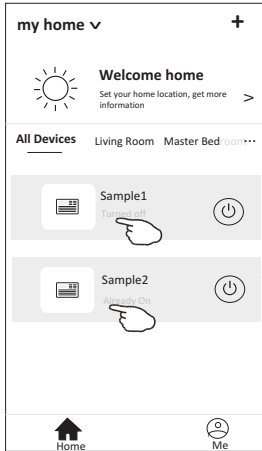 my home
+
Welcome home
Set your home location, get more
information
>
All Devices Living Room Master Bedroom ...
Sample1
Turned off
Sample2
Already On
Home
Me